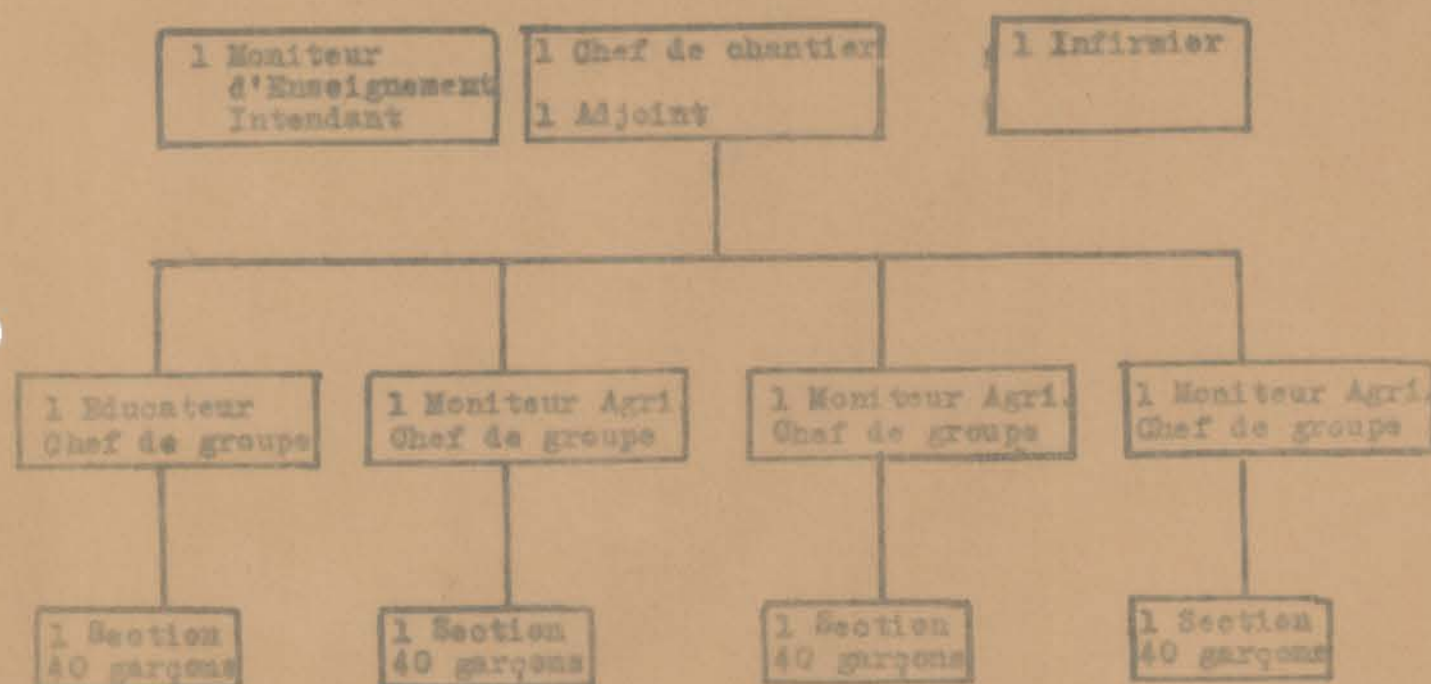 1 Moniteur
d'Enseignement
Intendant
1 Chef de chantier
1 Adjoint
1 Infirmier
1 Educateur
Chef de groupe
1 Moniteur Agri.
Chef de groupe
1 Moniteur Agri.
Chef de groupe
1 Moniteur Agri.
Chef de groupe
1 Section
40 garçons
1 Section
40 garçons
1 Section
40 garçons
1 Section
40 garçons